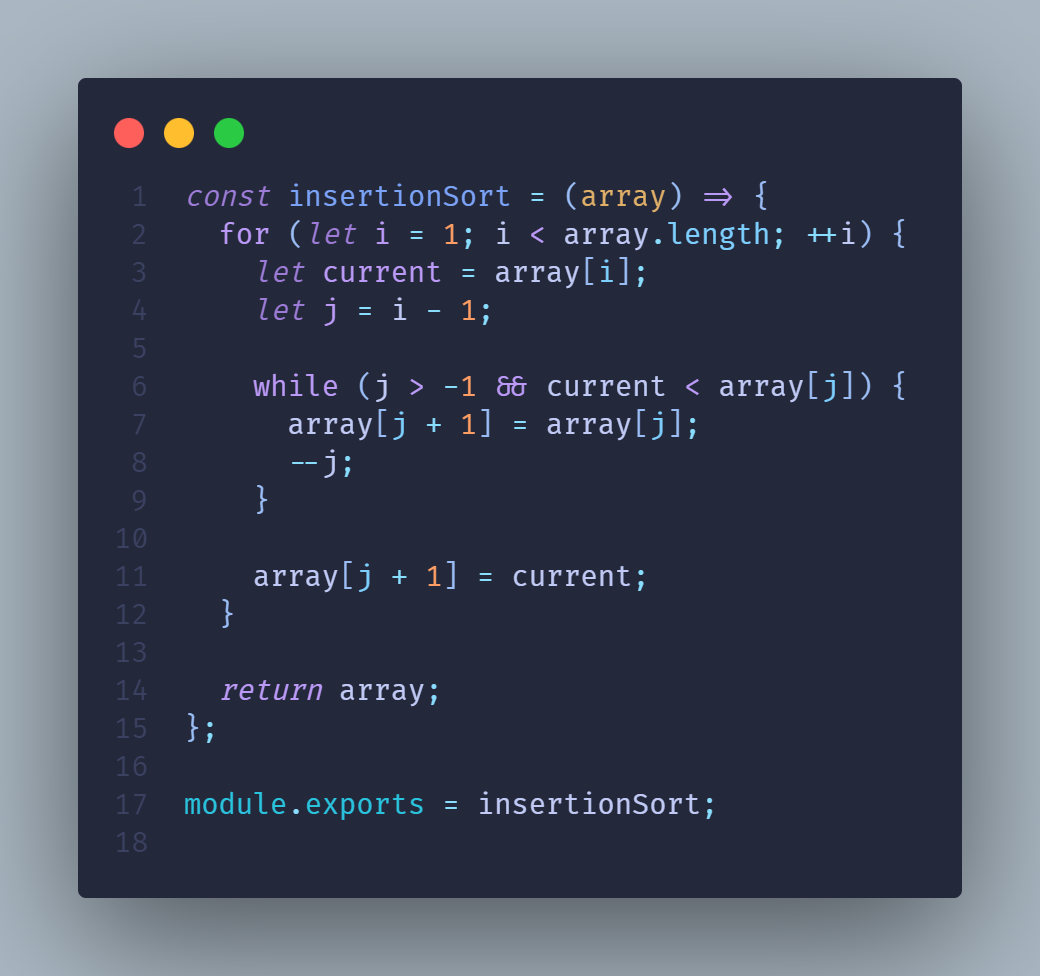 1 const insertionSort = (array) => {
2   for (let i = 1; i < array.length; ++i) {
3     let current = array[i];
4     let j = i - 1;
5
6     while (j > -1 && current < array[j]) {
7       array[j + 1] = array[j];
8       --j;
9     }
10
11     array[j + 1] = current;
12   }
13
14   return array;
15 };
16
17 module.exports = insertionSort;
18